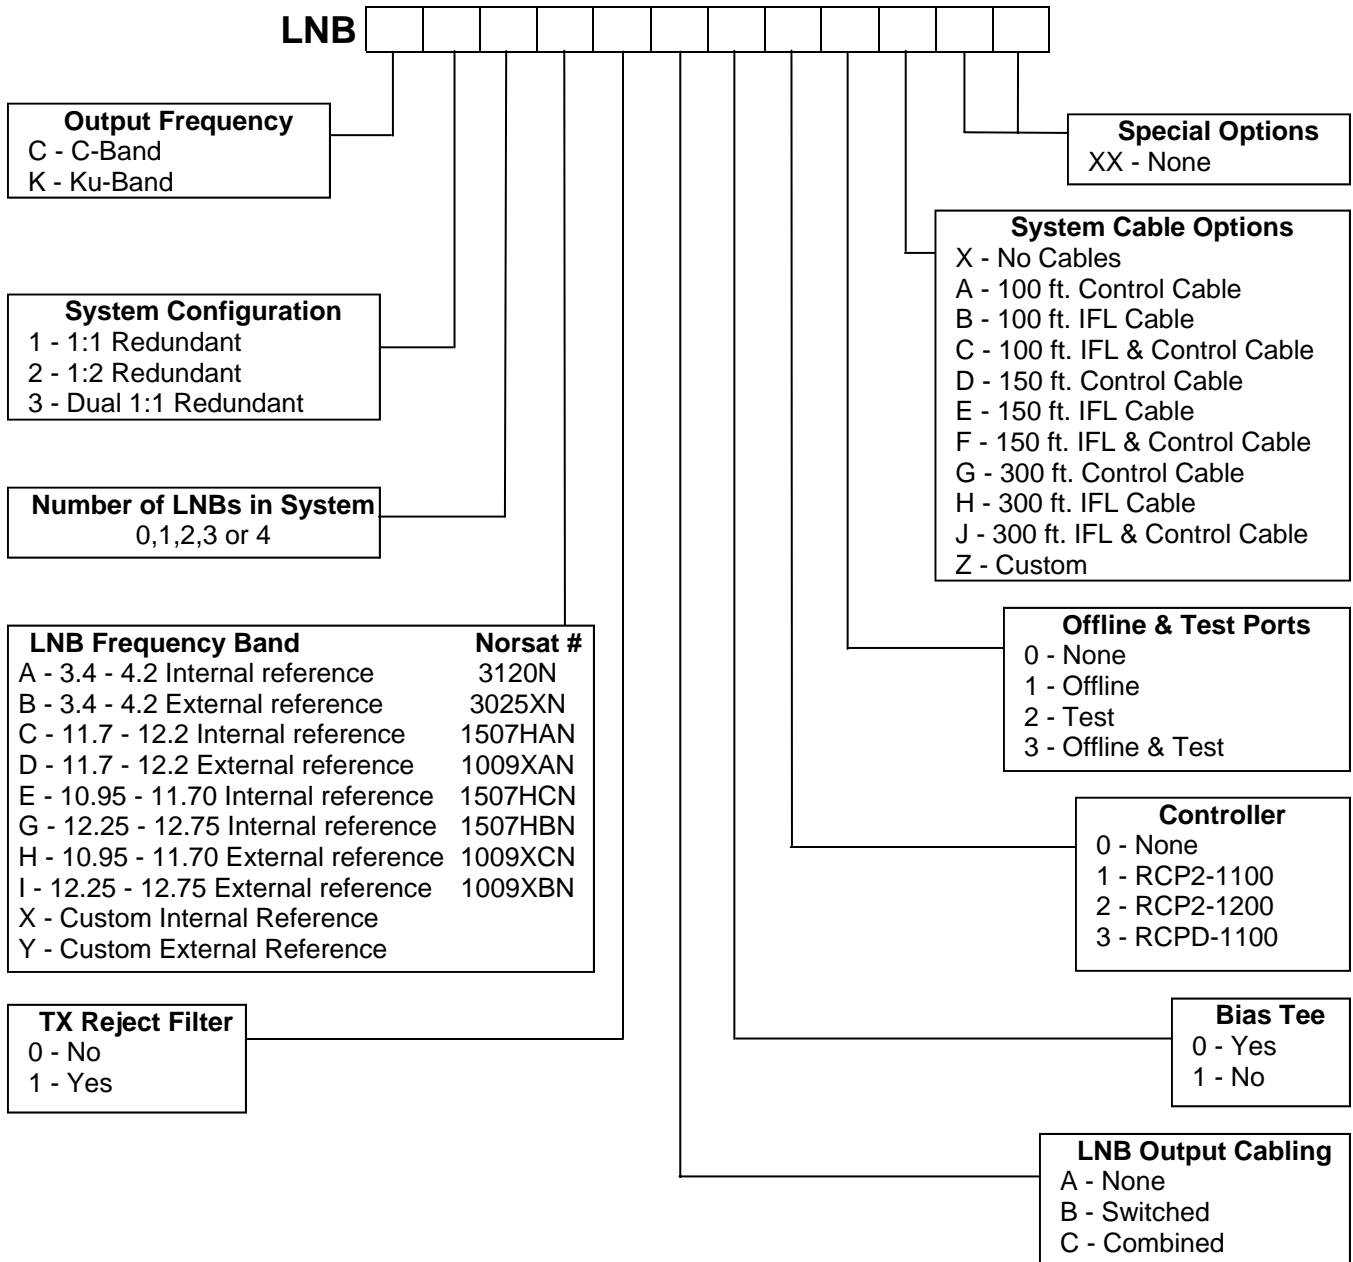 LNB
Output Frequency
C - C-Band
K - Ku-Band
System Configuration
1 - 1:1 Redundant
2 - 1:2 Redundant
3 - Dual 1:1 Redundant
Number of LNBs in System
0,1,2,3 or 4
LNB Frequency Band Norsat #
A - 3.4 - 4.2 Internal reference 3120N
B - 3.4 - 4.2 External reference 3025XN
C - 11.7 - 12.2 Internal reference 1507HAN
D - 11.7 - 12.2 External reference 1009XAN
E - 10.95 - 11.70 Internal reference 1507HCN
G - 12.25 - 12.75 Internal reference 1507HBN
H - 10.95 - 11.70 External reference 1009XCN
I - 12.25 - 12.75 External reference 1009XBN
X - Custom Internal Reference
Y - Custom External Reference
TX Reject Filter
0 - No
1 - Yes
Special Options
XX - None
System Cable Options
X - No Cables
A - 100 ft. Control Cable
B - 100 ft. IFL Cable
C - 100 ft. IFL & Control Cable
D - 150 ft. Control Cable
E - 150 ft. IFL Cable
F - 150 ft. IFL & Control Cable
G - 300 ft. Control Cable
H - 300 ft. IFL Cable
J - 300 ft. IFL & Control Cable
Z - Custom
Offline & Test Ports
0 - None
1 - Offline
2 - Test
3 - Offline & Test
Controller
0 - None
1 - RCP2-1100
2 - RCP2-1200
3 - RCPD-1100
Bias Tee
0 - Yes
1 - No
LNB Output Cabling
A - None
B - Switched
C - Combined